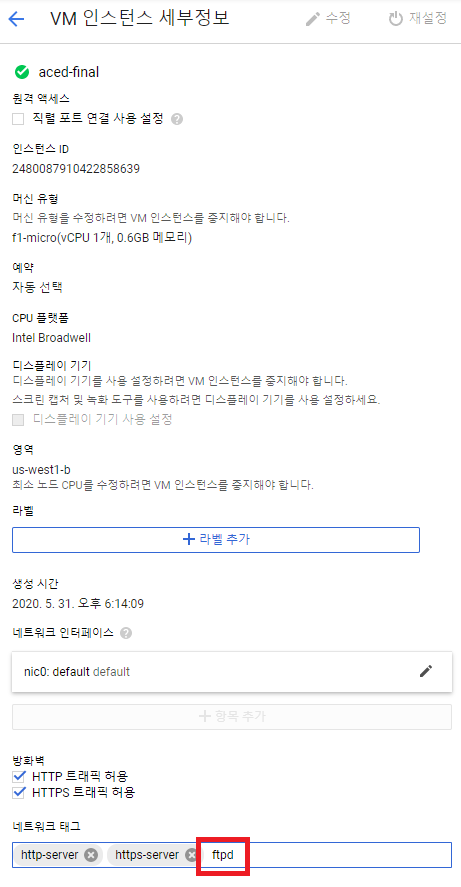 VM 인스턴스 세부정보 수정 재설정
aced-final
원격 액세스
직렬 포트 연결 사용 설정
인스턴스 ID
2480087910422858639
머신 유형
머신 유형을 수정하려면 VM 인스턴스를 중지해야 합니다.
f1-micro(vCPU 1개, 0.6GB 메모리)
예약
자동 선택
CPU 플랫폼
Intel Broadwell
디스플레이 기기
디스플레이 기기를 사용 설정하려면 VM 인스턴스를 중지해야 합니다.
스크린 캡처 및 녹화 도구를 사용하려면 디스플레이 기기를 사용 설정하세요.
디스플레이 기기 사용 설정
영역
us-west1-b
최소 노드 CPU를 수정하려면 VM 인스턴스를 중지해야 합니다.
라벨
+ 라벨 추가
생성 시간
2020. 5. 31. 오후 6:14:09
네트워크 인터페이스
nic0: default default
+ 항목 추가
방화벽
HTTP 트래픽 허용
HTTPS 트래픽 허용
네트워크 태그
http-server https-server ftpd